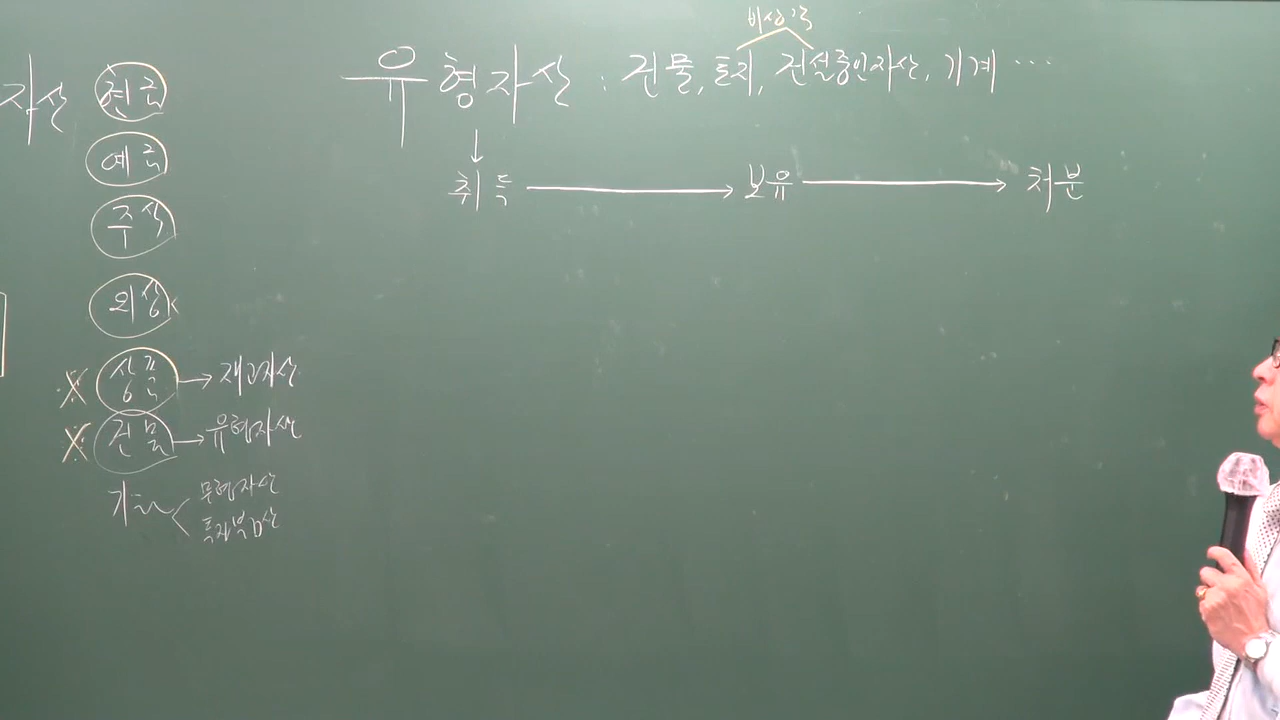 비상각
유형자산 : 건물, 토지, 건설중인자산, 기계 …
취득 → 보유 → 처분
자산 현금
예금
주식
외상
※ 상품 → 재고자산
※ 건물 → 유형자산
기타 < 무형자산
투자부동산